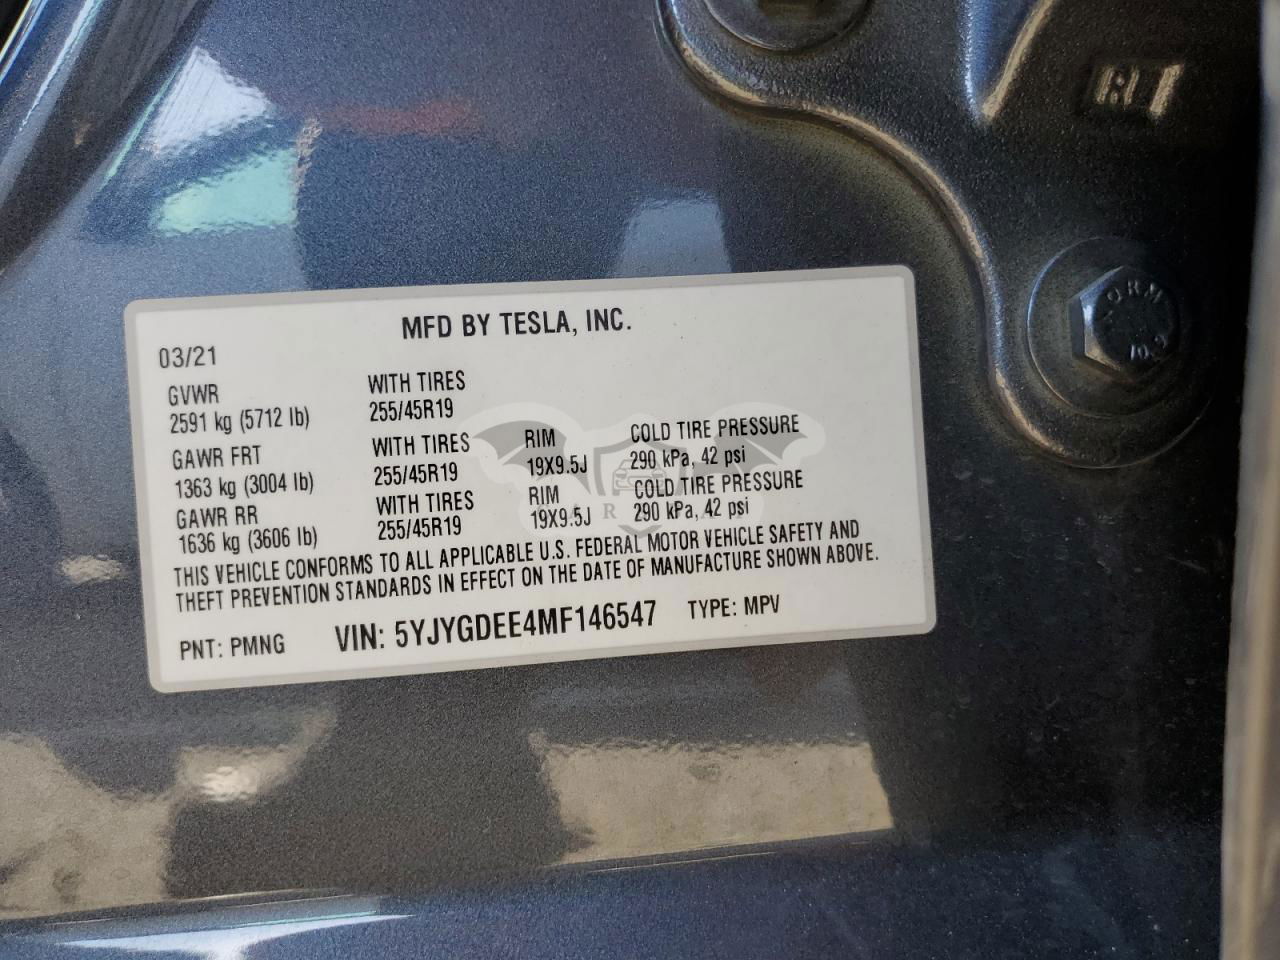 MFD BY TESLA, INC.
03/21
GVWR WITH TIRES
2591 kg (5712 lb) 255/45R19
GAWR FRT WITH TIRES RIM COLD TIRE PRESSURE
1363 kg (3004 lb) 255/45R19 19X9.5J 290 kPa, 42 psi
GAWR RR WITH TIRES RIM COLD TIRE PRESSURE
1636 kg (3606 lb) 255/45R19 19X9.5J 290 kPa, 42 psi
THIS VEHICLE CONFORMS TO ALL APPLICABLE U.S. FEDERAL MOTOR VEHICLE SAFETY AND
THEFT PREVENTION STANDARDS IN EFFECT ON THE DATE OF MANUFACTURE SHOWN ABOVE.
PNT: PMNG VIN: 5YJYGDEE4MF146547 TYPE: MPV